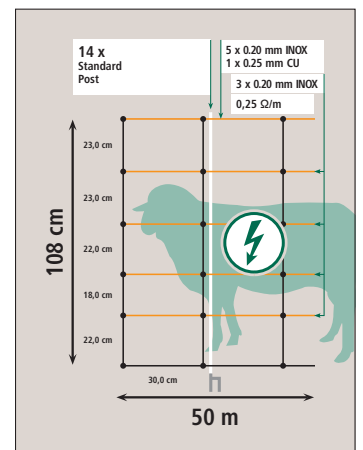 14 x
Standard
Post
5 x 0.20 mm INOX
1 x 0.25 mm CU
3 x 0.20 mm INOX
0,25 Ω/m
108 cm
23,0 cm
23,0 cm
22,0 cm
18,0 cm
22,0 cm
30,0 cm
50 m